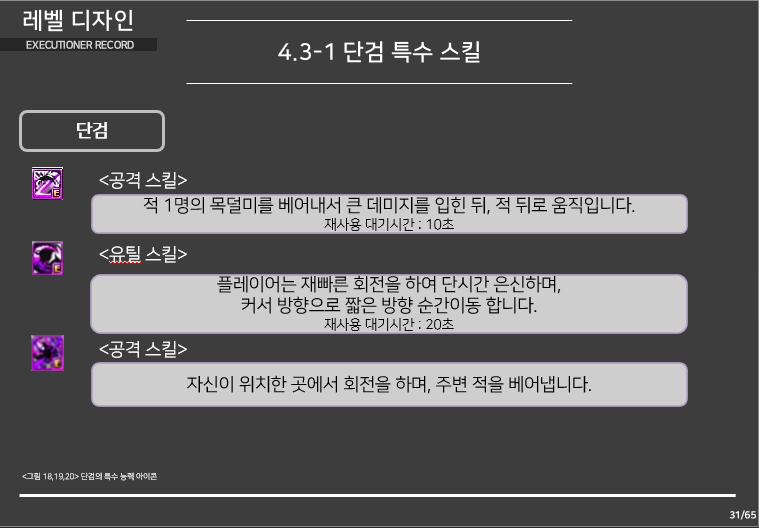 레벨 디자인
EXECUTIONER RECORD
4.3-1 단검 특수 스킬
단검
<공격 스킬>
적 1명의 목덜미를 베어내서 큰 데미지를 입힌 뒤, 적 뒤로 움직입니다.
재사용 대기시간 : 10초
<유틸 스킬>
플레이어는 재빠른 회전을 하여 단시간 은신하며,
커서 방향으로 짧은 방향 순간이동 합니다.
재사용 대기시간 : 20초
<공격 스킬>
자신이 위치한 곳에서 회전을 하며, 주변 적을 베어냅니다.
E
E
E
<그림 18,19,20> 단검의 특수 능력 아이콘
31/65